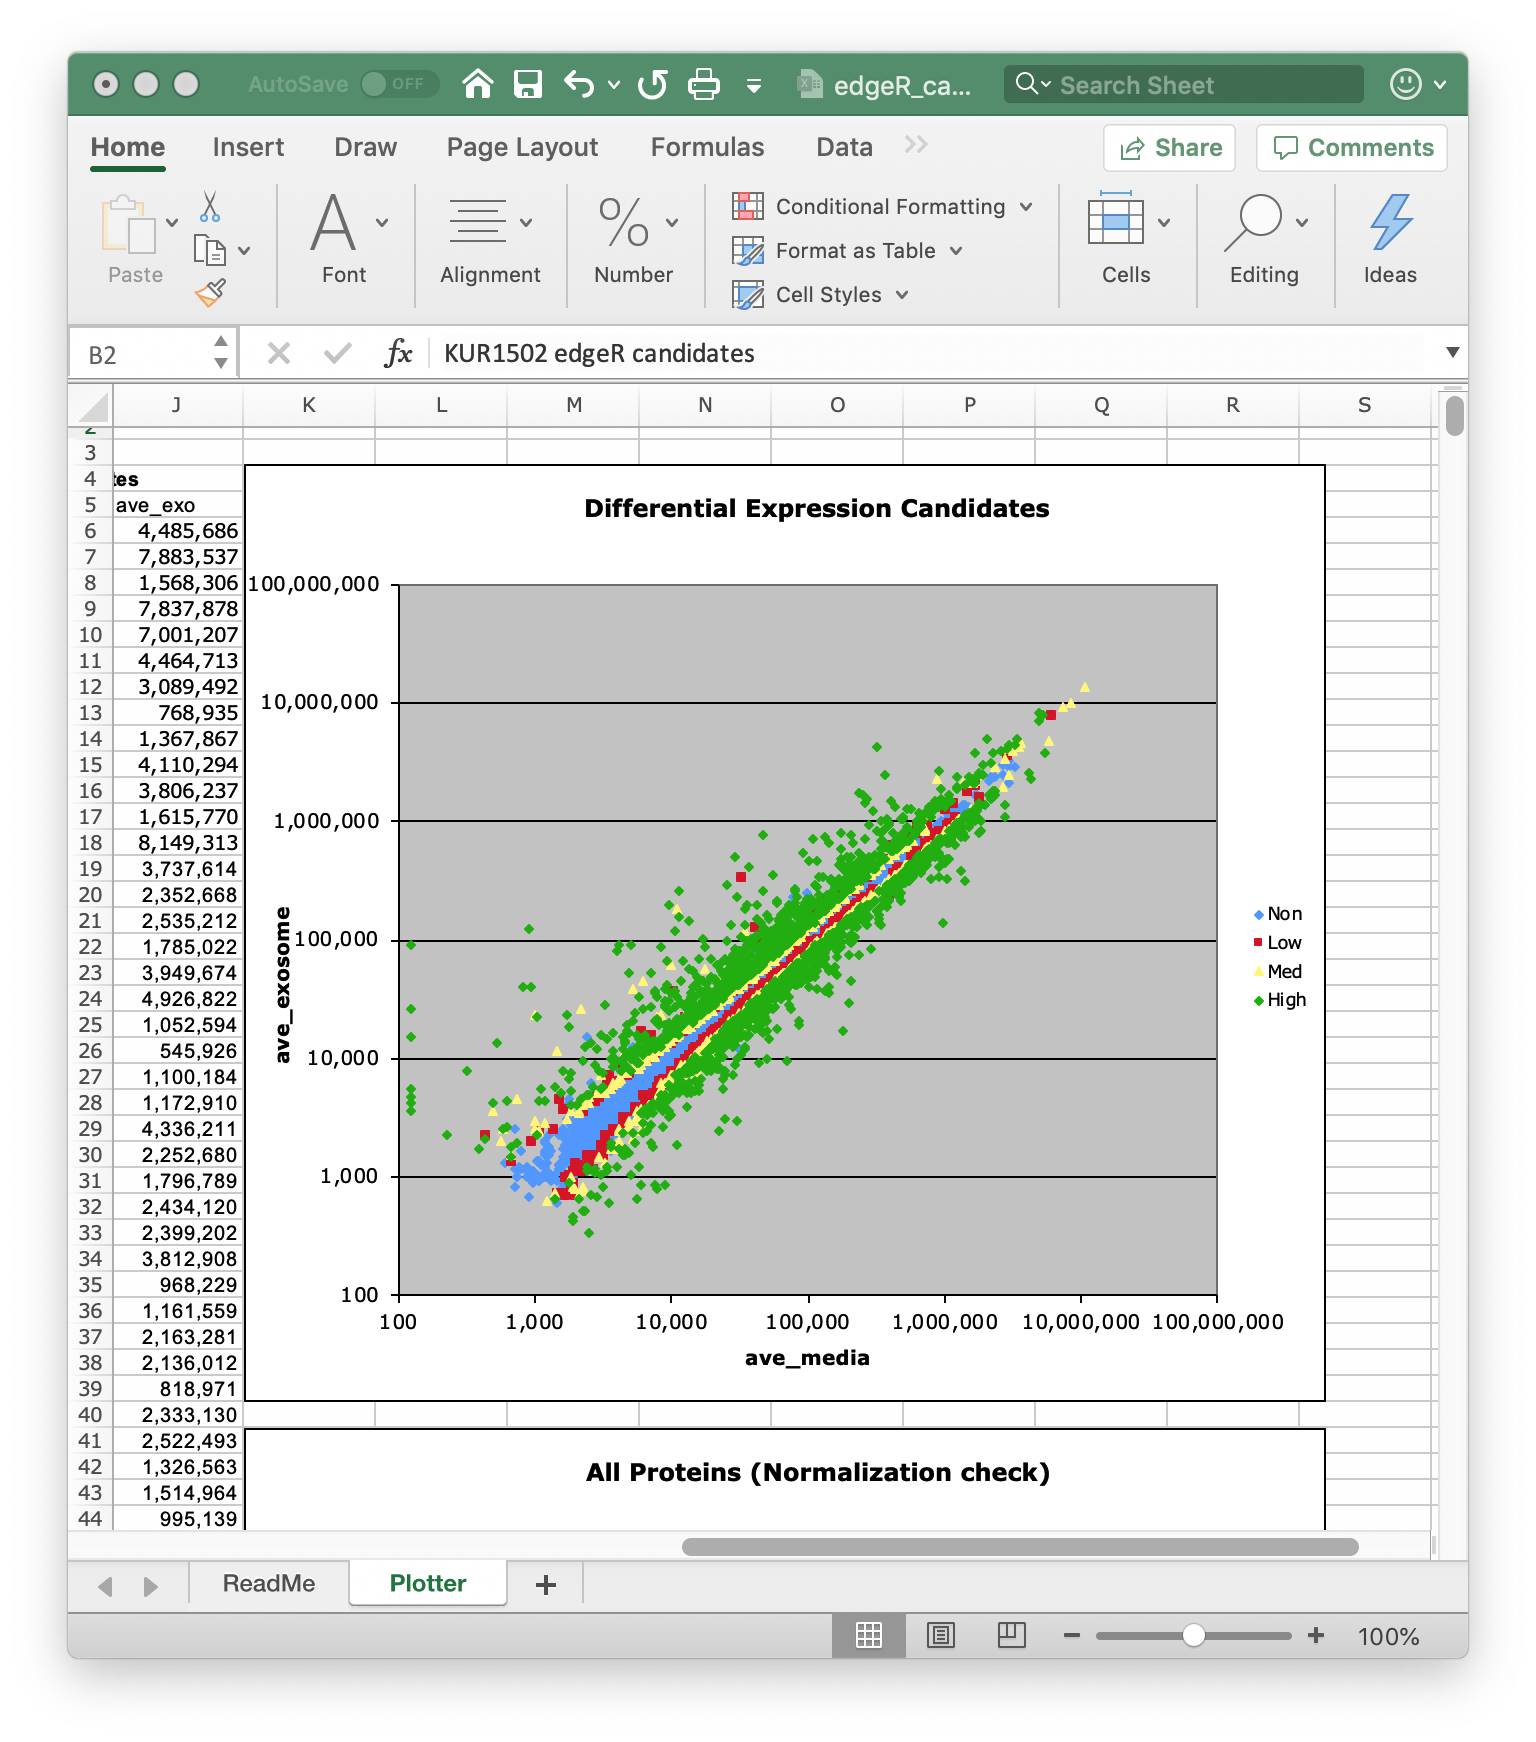 AutoSave OFF edgeR_ca... Search Sheet
Home Insert Draw Page Layout Formulas Data Share Comments
Paste Font Alignment Number Conditional Formatting Format as Table Cell Styles Cells Editing Ideas
B2 fx KUR1502 edgeR candidates
J K L M N O P Q R S
2
3
4 tes
5 ave_exo
6 4,485,686
7 7,883,537
8 1,568,306
9 7,837,878
10 7,001,207
11 4,464,713
12 3,089,492
13 768,935
14 1,367,867
15 4,110,294
16 3,806,237
17 1,615,770
18 8,149,313
19 3,737,614
20 2,352,668
21 2,535,212
22 1,785,022
23 3,949,674
24 4,926,822
25 1,052,594
26 545,926
27 1,100,184
28 1,172,910
29 4,336,211
30 2,252,680
31 1,796,789
32 2,434,120
33 2,399,202
34 3,812,908
35 968,229
36 1,161,559
37 2,163,281
38 2,136,012
39 818,971
40 2,333,130
41 2,522,493
42 1,326,563
43 1,514,964
44 995,139
Differential Expression Candidates
100,000,000
10,000,000
1,000,000
100,000
10,000
1,000
100
ave_exosome
100 1,000 10,000 100,000 1,000,000 10,000,000 100,000,000
ave_media
Non
Low
Med
High
All Proteins (Normalization check)
ReadMe Plotter +
100%